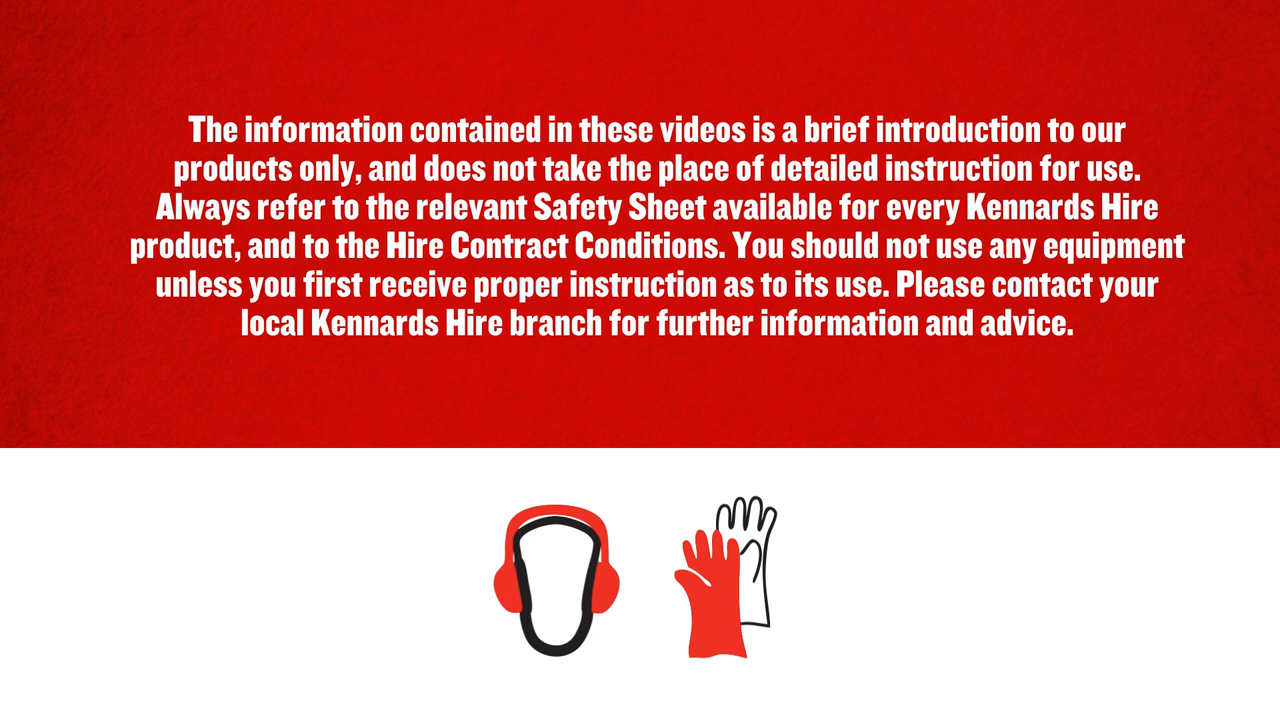 The information contained in these videos is a brief introduction to our
products only, and does not take the place of detailed instruction for use.
Always refer to the relevant Safety Sheet available for every Kennards Hire
product, and to the Hire Contract Conditions. You should not use any equipment
unless you first receive proper instruction as to its use. Please contact your
local Kennards Hire branch for further information and advice.